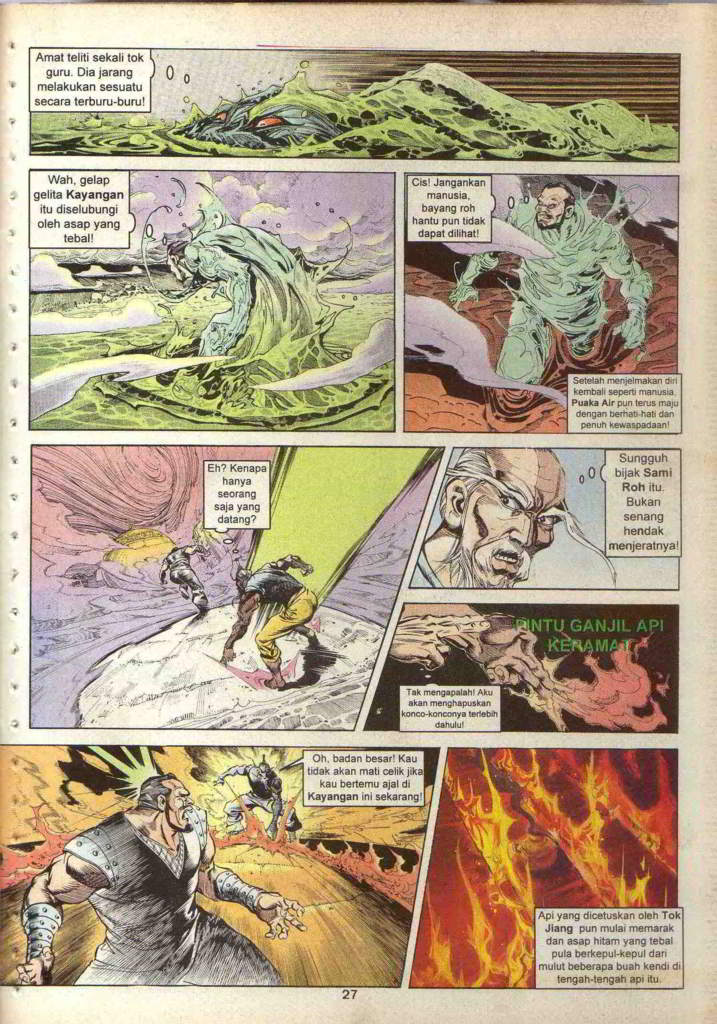 Amat teliti sekali tok
guru. Dia jarang
melakukan sesuatu
secara terburu-buru!
Wah, gelap
gelita Kayangan
itu diselubungi
oleh asap yang
tebal!
Cis! Jangankan
manusia,
bayang roh
hantu pun tidak
dapat dilihat!
Setelah menjelmakan diri
kembali seperti manusia,
Puaka Air pun terus maju
dengan berhati-hati dan
penuh kewaspadaan!
Eh? Kenapa
hanya
seorang
saja yang
datang?
Sungguh
bijak Sami
Roh itu.
Bukan
senang
hendak
menjeratnya!
PINTU GANJIL API
KERAMAT
Tak mengapalah! Aku
akan menghapuskan
konco-konconya terlebih
dahulu!
Oh, badan besar! Kau
tidak akan mati celik jika
kau bertemu ajal di
Kayangan ini sekarang!
Api yang dicetuskan oleh Tok
Jiang pun mulai memarak
dan asap hitam yang tebal
pula berkepul-kepul dari
mulut beberapa buah kendi di
tengah-tengah api itu.
27